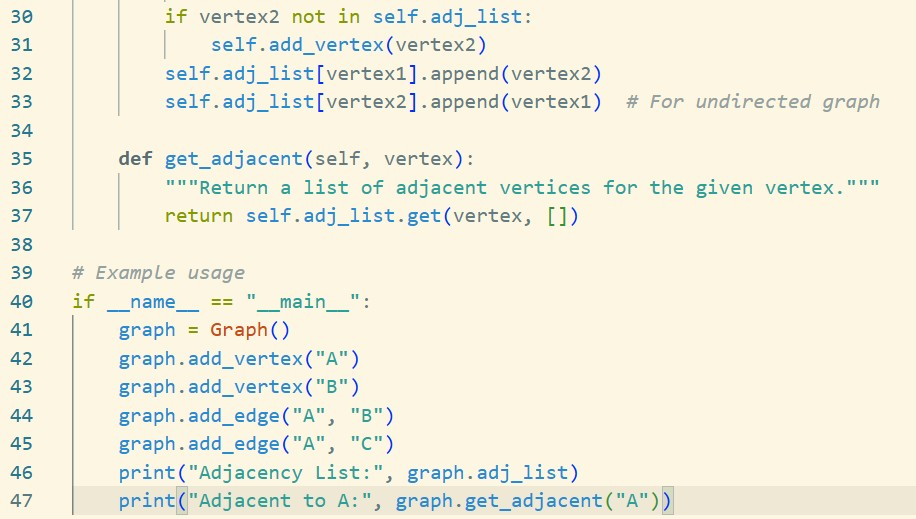 30 if vertex2 not in self.adj_list:
31 self.add_vertex(vertex2)
32 self.adj_list[vertex1].append(vertex2)
33 self.adj_list[vertex2].append(vertex1)  # For undirected graph
34
35 def get_adjacent(self, vertex):
36 """Return a list of adjacent vertices for the given vertex."""
37 return self.adj_list.get(vertex, [])
38
39 # Example usage
40 if __name__ == "__main__":
41 graph = Graph()
42 graph.add_vertex("A")
43 graph.add_vertex("B")
44 graph.add_edge("A", "B")
45 graph.add_edge("A", "C")
46 print("Adjacency List:", graph.adj_list)
47 print("Adjacent to A:", graph.get_adjacent("A"))